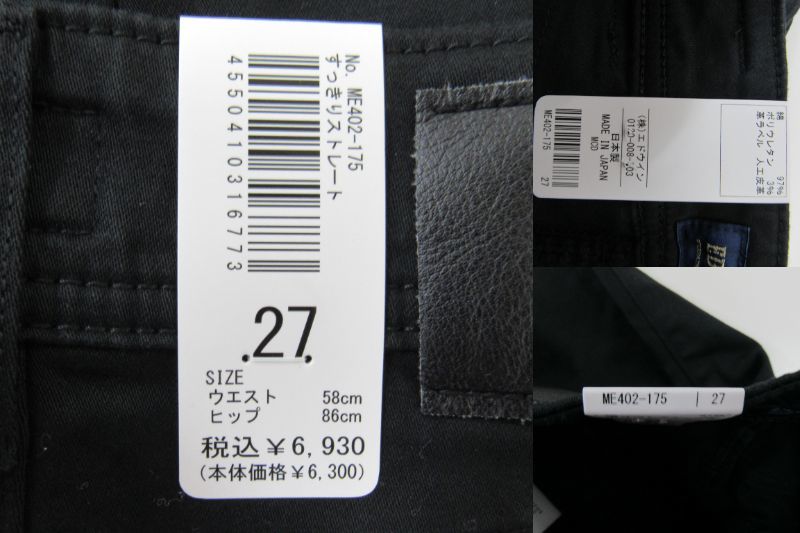 No. ME402-175
すっきりストレート
4550410316773
27
SIZE
ウエスト 58cm
ヒップ 86cm
税込￥6,930
(本体価格￥6,300)
綿 97%
ポリウレタン 3%
革ラベル 人工皮革
(株)エドウイン
日本製
MADE IN JAPAN
MCD
ME402-175 27
ME402-175 27